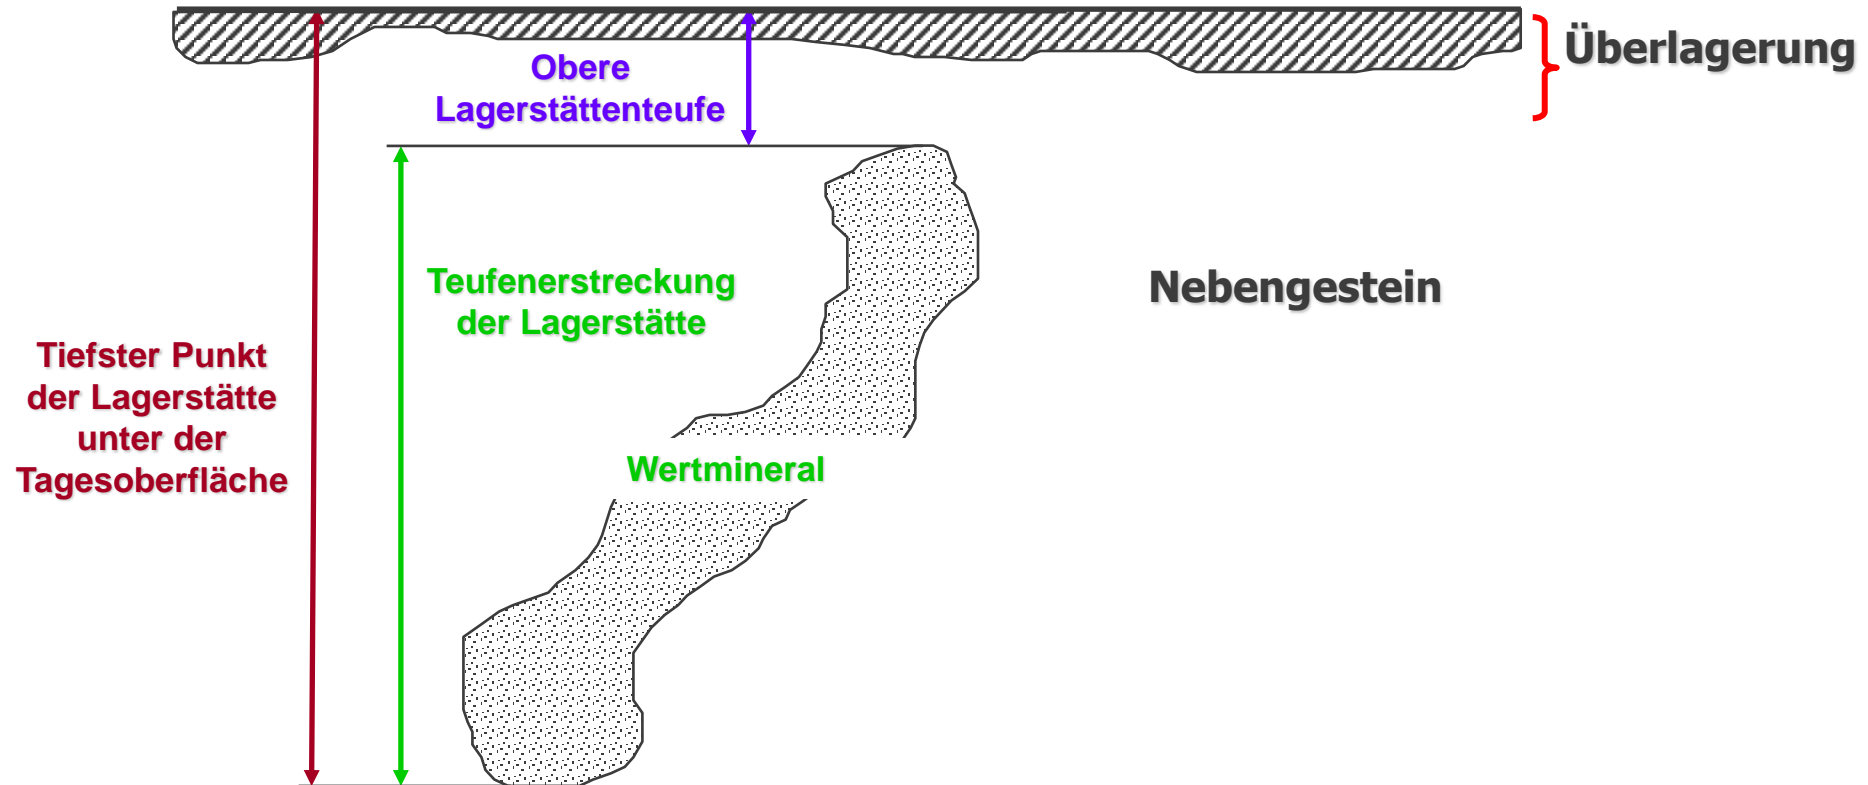 Überlagerung
Obere
Lagerstättenteufe
Teufenerstreckung
der Lagerstätte
Nebengestein
Tiefster Punkt
der Lagerstätte
unter der
Tagesoberfläche
Wertmineral